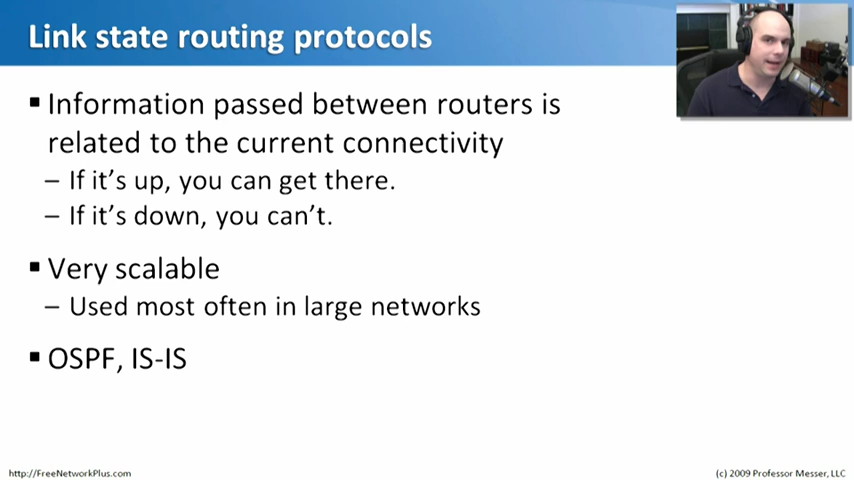 Link state routing protocols
▪ Information passed between routers is
related to the current connectivity
– If it's up, you can get there.
– If it's down, you can't.
▪ Very scalable
– Used most often in large networks
▪ OSPF, IS-IS
http://FreeNetworkPlus.com
(c) 2009 Professor Messer, LLC